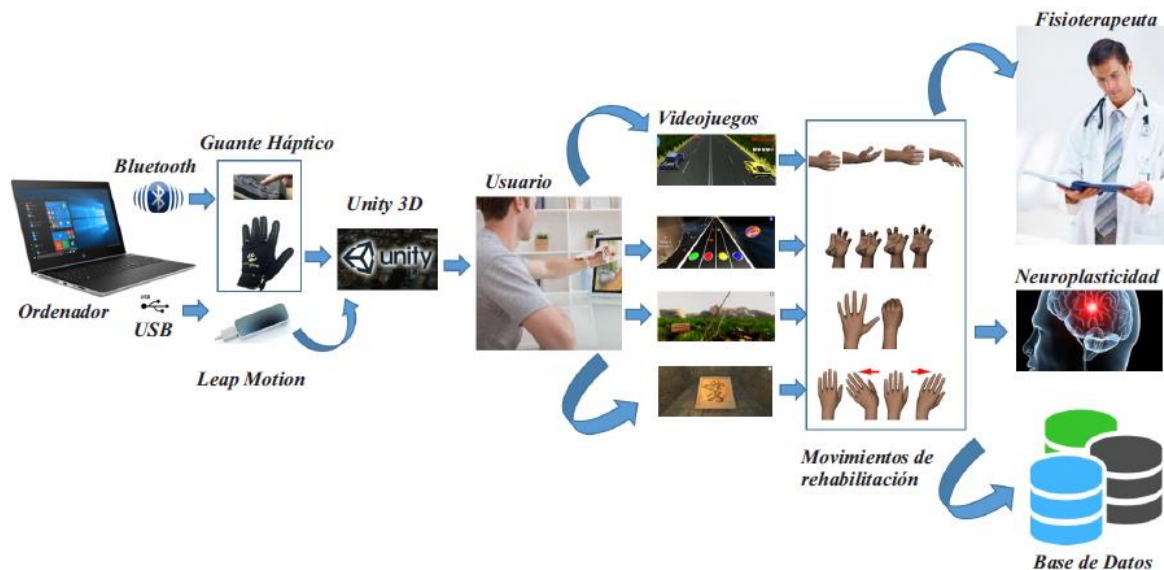 Fisioterapeuta
Videojuegos
Guante Háptico
Bluetooth
Usuario
Unity 3D
unity
Neuroplasticidad
Ordenador
USB
USB
Leap Motion
Movimientos de
rehabilitación
Base de Datos